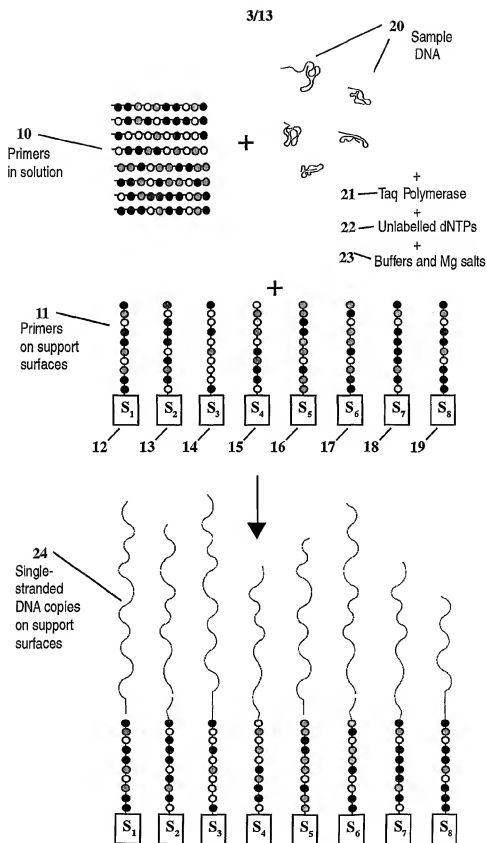 3/13
20
Sample
DNA
10
Primers
in solution
+
+
21 Taq Polymerase
+
22 Unlabelled dNTPs
+
23 Buffers and Mg salts
+
11
Primers
on support
surfaces
S1 S2 S3 S4 S5 S6 S7 S8
12 13 14 15 16 17 18 19
24
Single-
stranded
DNA copies
on support
surfaces
S1 S2 S3 S4 S5 S6 S7 S8